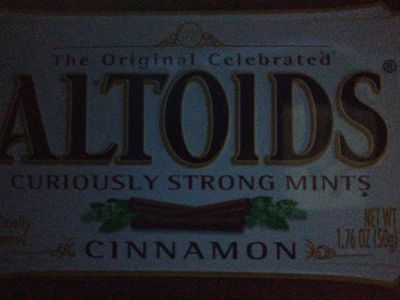 The Original Celebrated
ALTOIDS®
CURIOUSLY STRONG MINTS
NET WT
1.76 OZ (50g)
CINNAMON